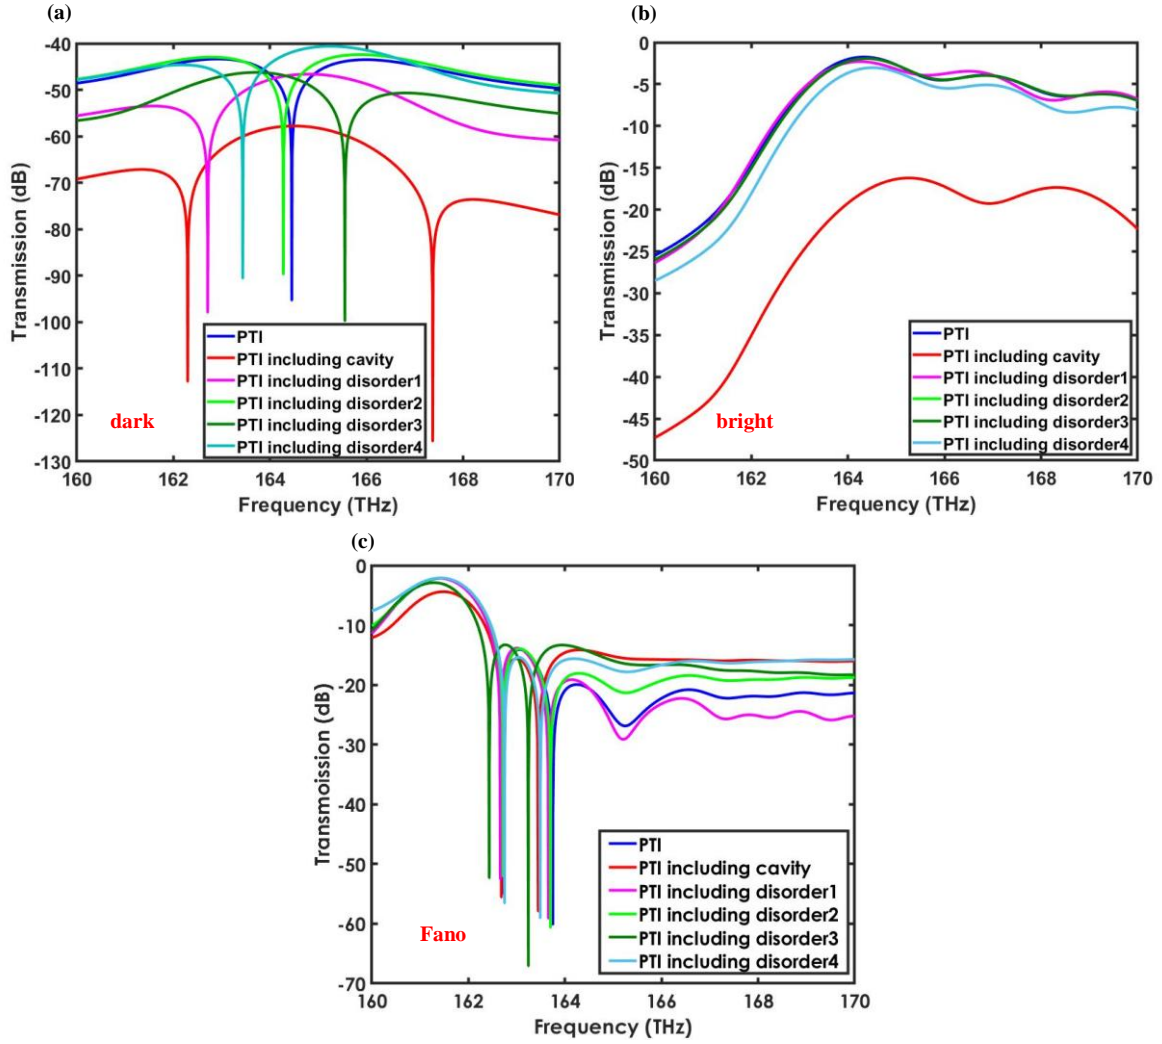 (a)
-40
-50
-60
-70
-80
-90
-100
-110
-120
-130
Transmission (dB)
PTI
PTI including cavity
PTI including disorder1
PTI including disorder2
PTI including disorder3
PTI including disorder4
dark
160 162 164 166 168 170
Frequency (THz)
(b)
0
-5
-10
-15
-20
-25
-30
-35
-40
-45
-50
Transmission (dB)
PTI
PTI including cavity
PTI including disorder1
PTI including disorder2
PTI including disorder3
PTI including disorder4
bright
160 162 164 166 168 170
Frequency (THz)
(c)
0
-10
-20
-30
-40
-50
-60
-70
Transmoission (dB)
PTI
PTI including cavity
PTI including disorder1
PTI including disorder2
PTI including disorder3
PTI including disorder4
Fano
160 162 164 166 168 170
Frequency (THz)